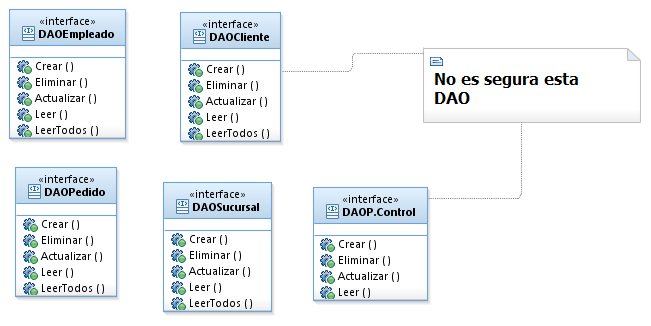 «interface»
DAOEmpleado
Crear ( )
Eliminar ( )
Actualizar ( )
Leer ( )
LeerTodos ( )
«interface»
DAOCliente
Crear ( )
Eliminar ( )
Actualizar ( )
Leer ( )
LeerTodos ( )
No es segura esta
DAO
«interface»
DAOPedido
Crear ( )
Eliminar ( )
Actualizar ( )
Leer ( )
LeerTodos ( )
«interface»
DAOSucursal
Crear ( )
Eliminar ( )
Actualizar ( )
Leer ( )
LeerTodos ( )
«interface»
DAOP.Control
Crear ( )
Eliminar ( )
Actualizar ( )
Leer ( )